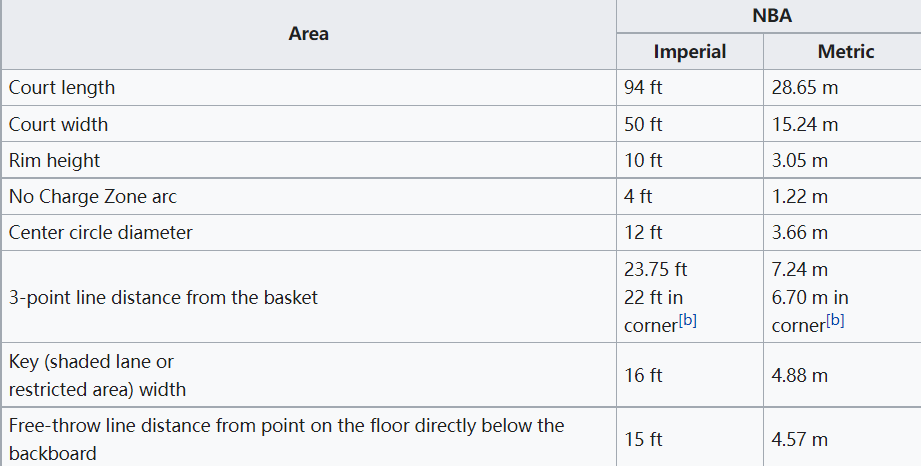 Area
NBA
Imperial
Metric
Court length
94 ft
28.65 m
Court width
50 ft
15.24 m
Rim height
10 ft
3.05 m
No Charge Zone arc
4 ft
1.22 m
Center circle diameter
12 ft
3.66 m
3-point line distance from the basket
23.75 ft
22 ft in
corner[b]
7.24 m
6.70 m in
corner[b]
Key (shaded lane or
restricted area) width
16 ft
4.88 m
Free-throw line distance from point on the floor directly below the
backboard
15 ft
4.57 m